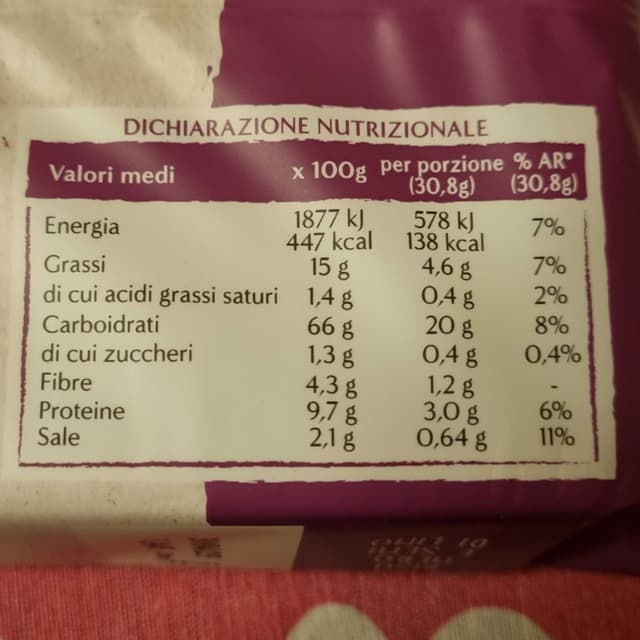 DICHIARAZIONE NUTRIZIONALE
Valori medi x 100g per porzione (30,8g) % AR* (30,8g)
Energia 1877 kJ 447 kcal 578 kJ 138 kcal 7%
Grassi 15 g 4,6 g 7%
di cui acidi grassi saturi 1,4 g 0,4 g 2%
Carboidrati 66 g 20 g 8%
di cui zuccheri 1,3 g 0,4 g 0,4%
Fibre 4,3 g 1,2 g -
Proteine 9,7 g 3,0 g 6%
Sale 2,1 g 0,64 g 11%